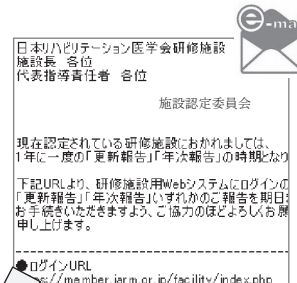 e-ma
日本リハビリテーション医学会研修施設
施設長 各位
代表指導責任者 各位
施設認定委員会
現在認定されている研修施設におかれましては、
1年に一度の「更新報告」「年次報告」の時期とな
下記URLより、研修施設用Webシステムにログインの
「更新報告」「年次報告」いずれかのご報告を期日
お手続きいただきますよう、ご協力のほどよろしくお願
申し上げます。
●ログインURL
s://member.jarm.or.jp/facility/index.php